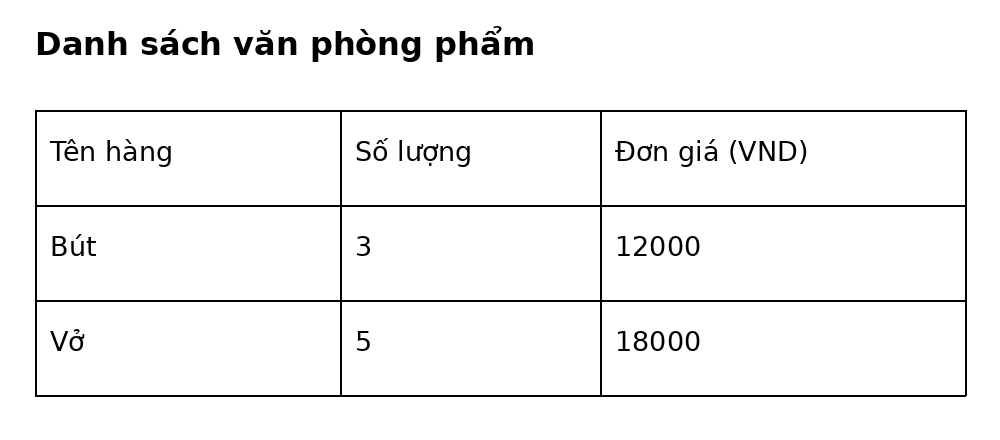 Danh sách văn phòng phẩm
Tên hàng Số lượng Đơn giá (VND)
Bút 3 12000
Vở 5 18000